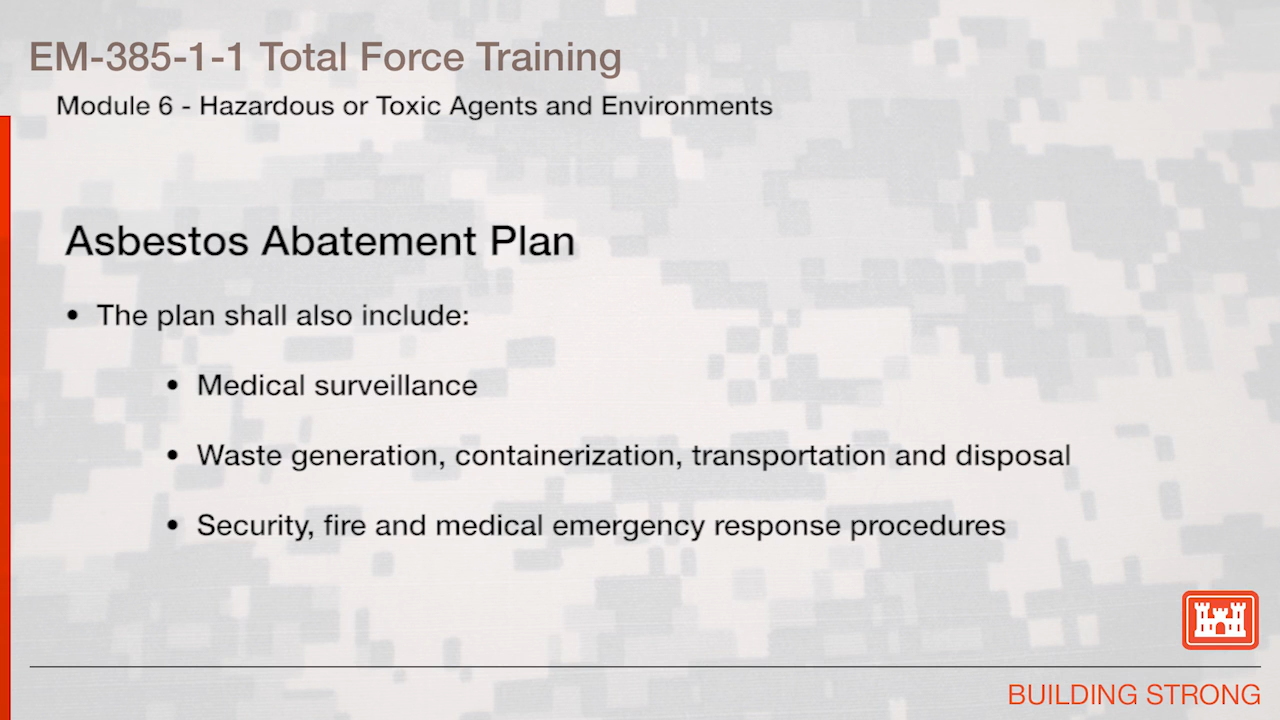 EM-385-1-1 Total Force Training
Module 6 - Hazardous or Toxic Agents and Environments
Asbestos Abatement Plan
• The plan shall also include:
• Medical surveillance
• Waste generation, containerization, transportation and disposal
• Security, fire and medical emergency response procedures
BUILDING STRONG